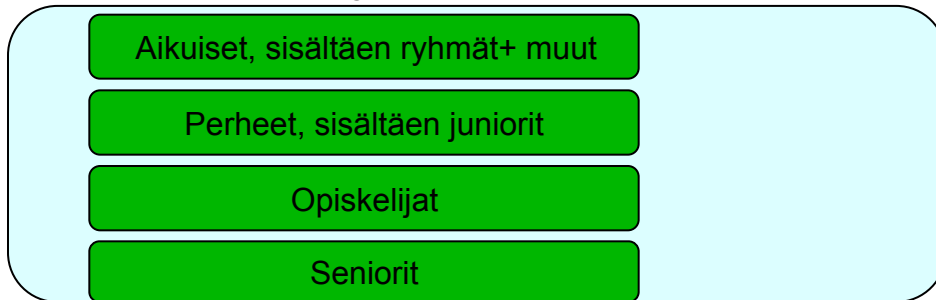 Aikuiset, sisältäen ryhmät+ muut
Perheet, sisältäen juniorit
Opiskelijat
Seniorit